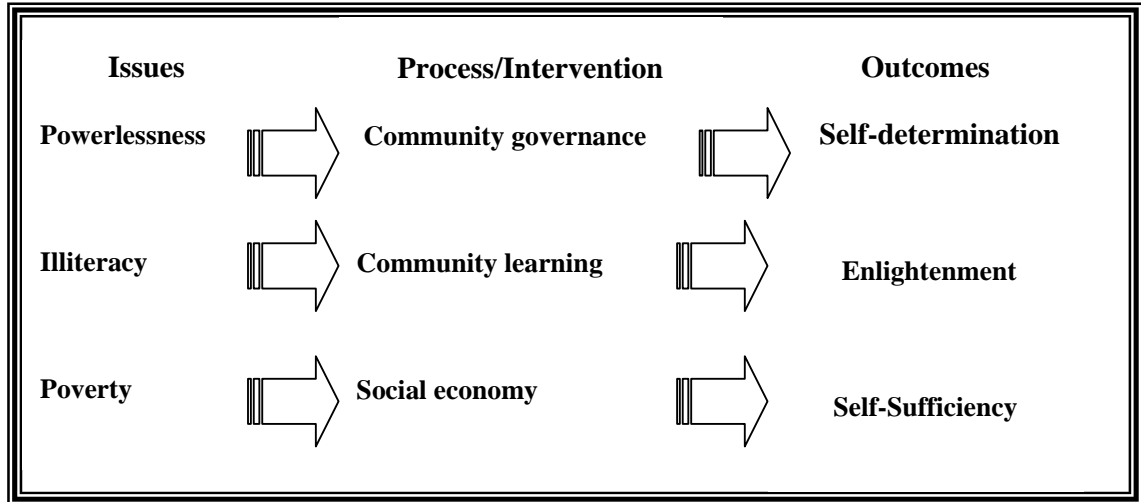 Issues Process/Intervention Outcomes
Powerlessness Community governance Self-determination
Illiteracy Community learning Enlightenment
Poverty Social economy Self-Sufficiency